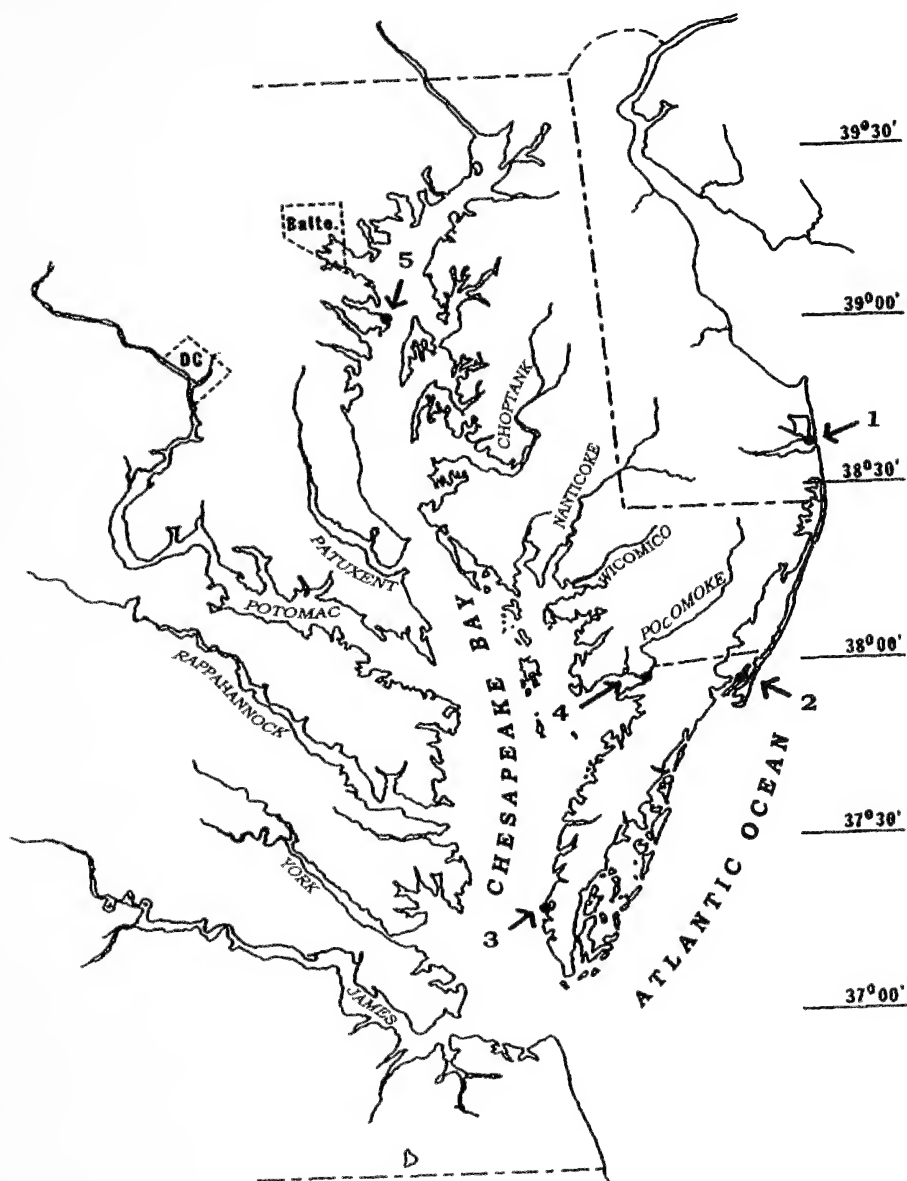 39°30'
Balto.
5
39°00'
DC
CHOPTANK
1
38°30'
NANTICOKE
WICOMICO
PATUXENT
POTOMAC
POCOMOKE
38°00'
RAPPAHANNOCK
4
2
CHESAPEAKE BAY
37°30'
YORK
3
ATLANTIC OCEAN
37°00'
JAMES